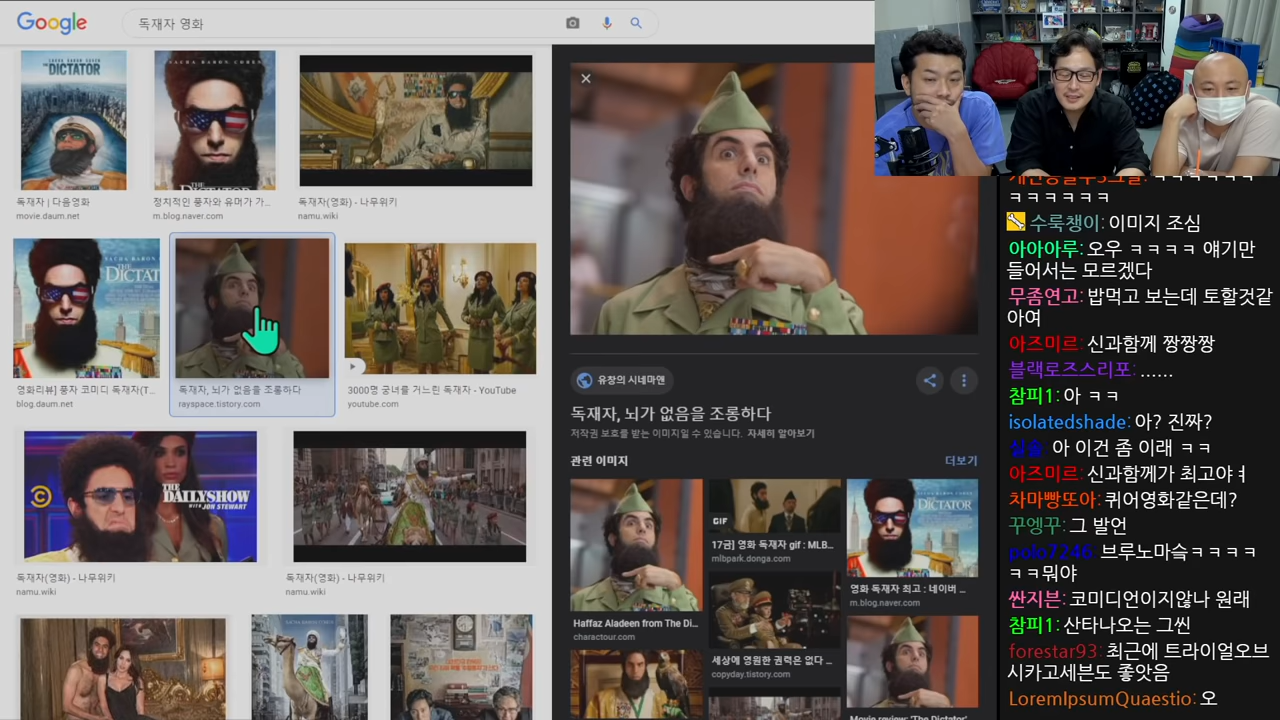 Google
독재자 영화
SACHA BARON COHEN
THE DICTATOR
SACHA BARON COHEN
THE DICTATOR
독재자 | 다음영화
movie.daum.net
정치적인 풍자와 유머가 가...
m.blog.naver.com
독재자(영화) - 나무위키
namu.wiki
THE
DICTAT
영화리뷰] 풍자 코미디 독재자(T...
blog.daum.net
독재자, 뇌가 없음을 조롱하다
rayspace.tistory.com
3000명 궁녀를 거느린 독재자 - YouTube
youtube.com
THE
DAILYSHOW
WITH JON STEWART
독재자(영화) - 나무위키
namu.wiki
독재자(영화) - 나무위키
namu.wiki
유창의 시네마앤
독재자, 뇌가 없음을 조롱하다
저작권 보호를 받는 이미지일 수 있습니다. 자세히 알아보기
관련 이미지
더보기
GIF
DICTATOR
Haffaz Aladeen from The Di...
charactour.com
17금] 영화 독재자 gif : MLB...
mlbpark.donga.com
영화 독재자 최고 : 네이버 ...
m.blog.naver.com
세상에 영원한 권력은 없다 ...
copyday.tistory.com
Movie review: 'The Dictator'
ㅋㅋㅋㅋㅋㅋ
수룩챙이: 이미지 조심
아아아루: 오우 ㅋㅋㅋㅋ 얘기만
들어서는 모르겠다
무좀연고: 밥먹고 보는데 토할것같
아여
아즈미르: 신과함께 짱짱짱
블랙로즈스리포: ......
참피1: 아 ㅋㅋ
isolatedshade: 아? 진짜?
아 이건 좀 이래 ㅋㅋ
아즈미르: 신과함께가 최고야ㅕ
차마빵또아: 퀴어영화같은데?
꾸엥꾸: 그 발언
polo7246: 브루노마슼ㅋㅋㅋㅋ
ㅋㅋ뭐야
싼지븐: 코미디언이지않나 원래
참피1: 산타나오는 그씬
forestar93: 최근에 트라이얼오브
시카고세븐도 좋앗음
LoremIpsumQuaestio: 오